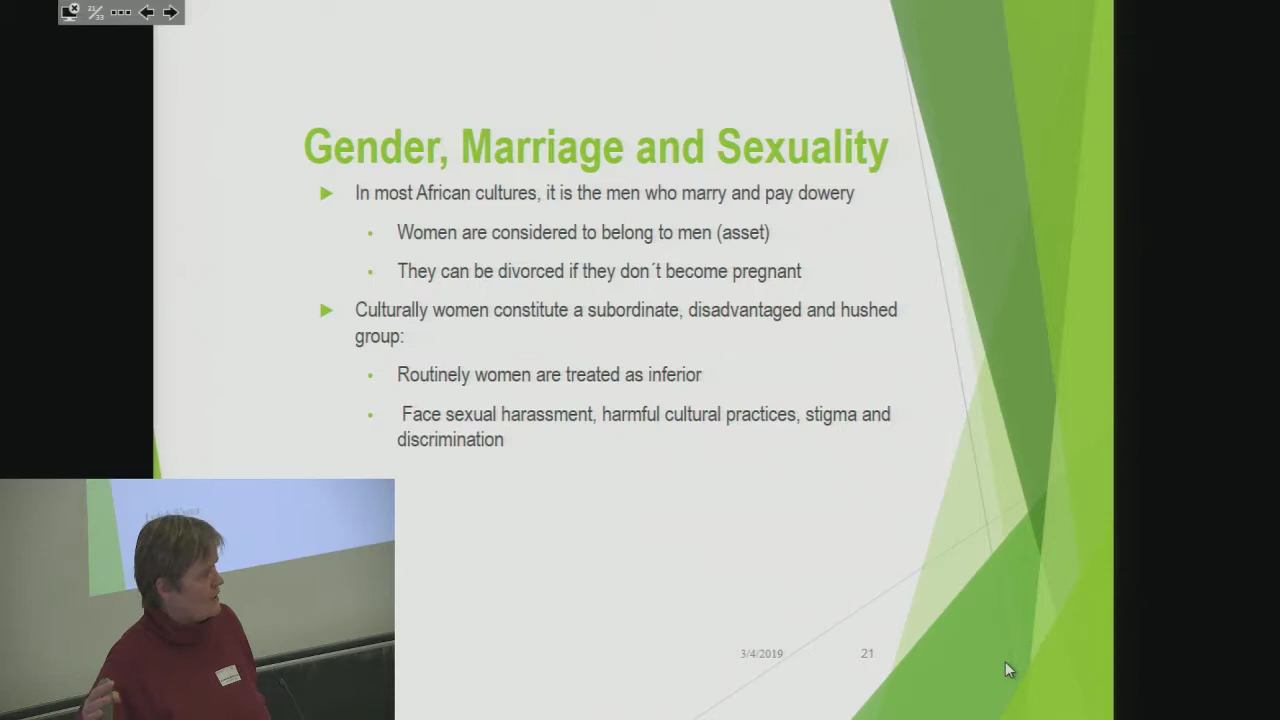 21/33
Gender, Marriage and Sexuality
In most African cultures, it is the men who marry and pay dowery
Women are considered to belong to men (asset)
They can be divorced if they don´t become pregnant
Culturally women constitute a subordinate, disadvantaged and hushed
group:
Routinely women are treated as inferior
Face sexual harassment, harmful cultural practices, stigma and
discrimination
3/4/2019
21